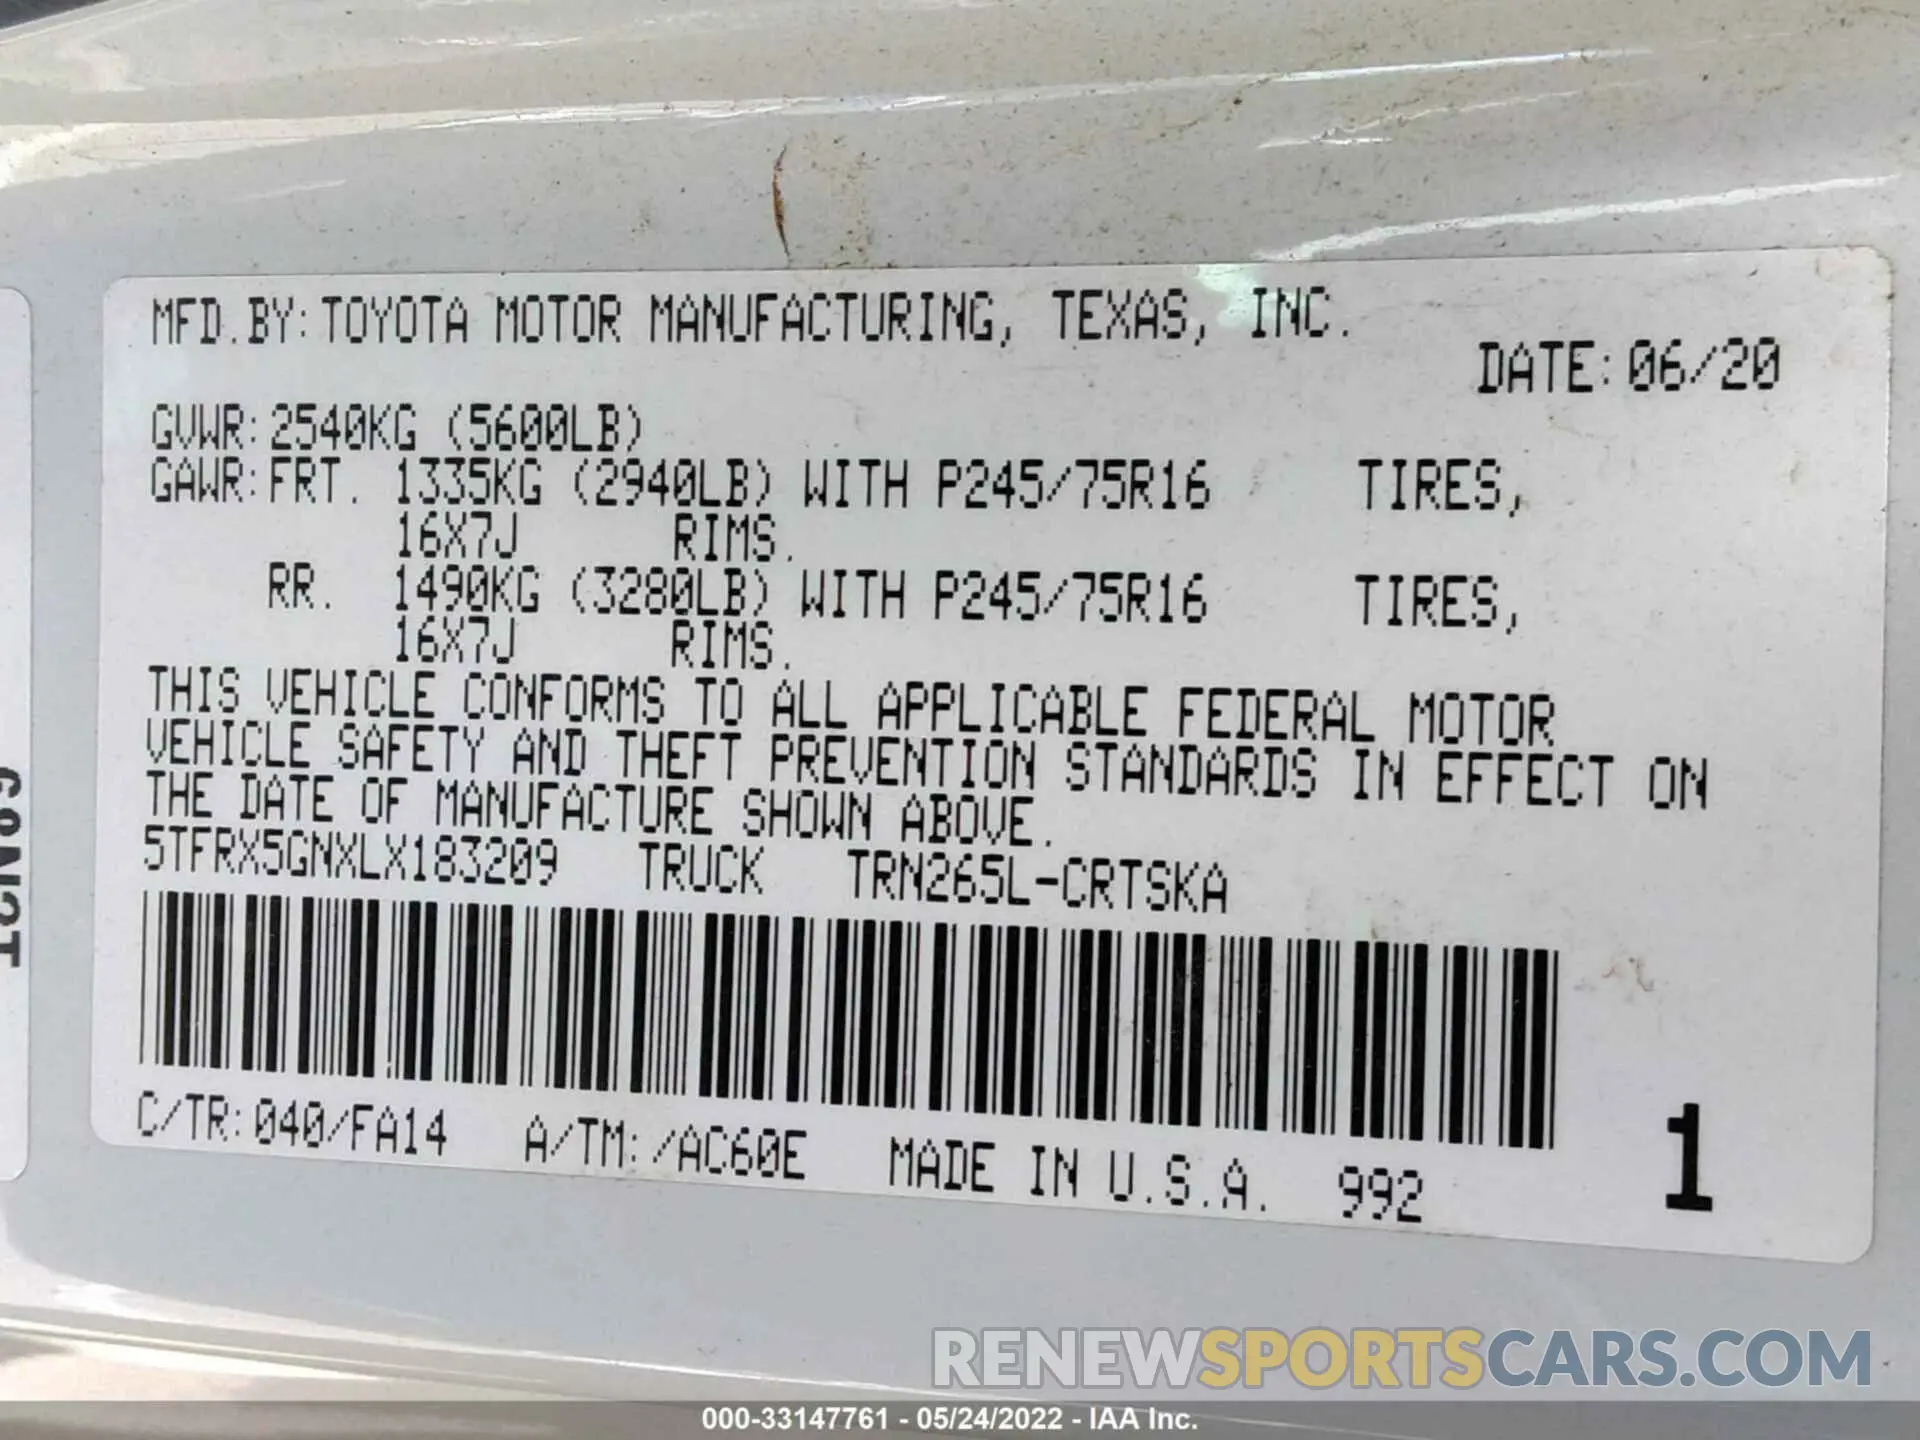 MFD.BY:TOYOTA MOTOR MANUFACTURING, TEXAS, INC.
DATE:06/20
GVWR:2540KG (5600LB)
GAWR:FRT. 1335KG (2940LB) WITH P245/75R16 TIRES,
16X7J RIMS.
RR. 1490KG (3280LB) WITH P245/75R16 TIRES,
16X7J RIMS.
THIS VEHICLE CONFORMS TO ALL APPLICABLE FEDERAL MOTOR
VEHICLE SAFETY AND THEFT PREVENTION STANDARDS IN EFFECT ON
THE DATE OF MANUFACTURE SHOWN ABOVE.
5TFRX5GNXLX183209 TRUCK TRN265L-CRTSKA
C/TR:040/FA14 A/TM:/AC60E MADE IN U.S.A. 992
1
RENEWSPORTSCARS.COM
000-33147761 - 05/24/2022 - IAA Inc.